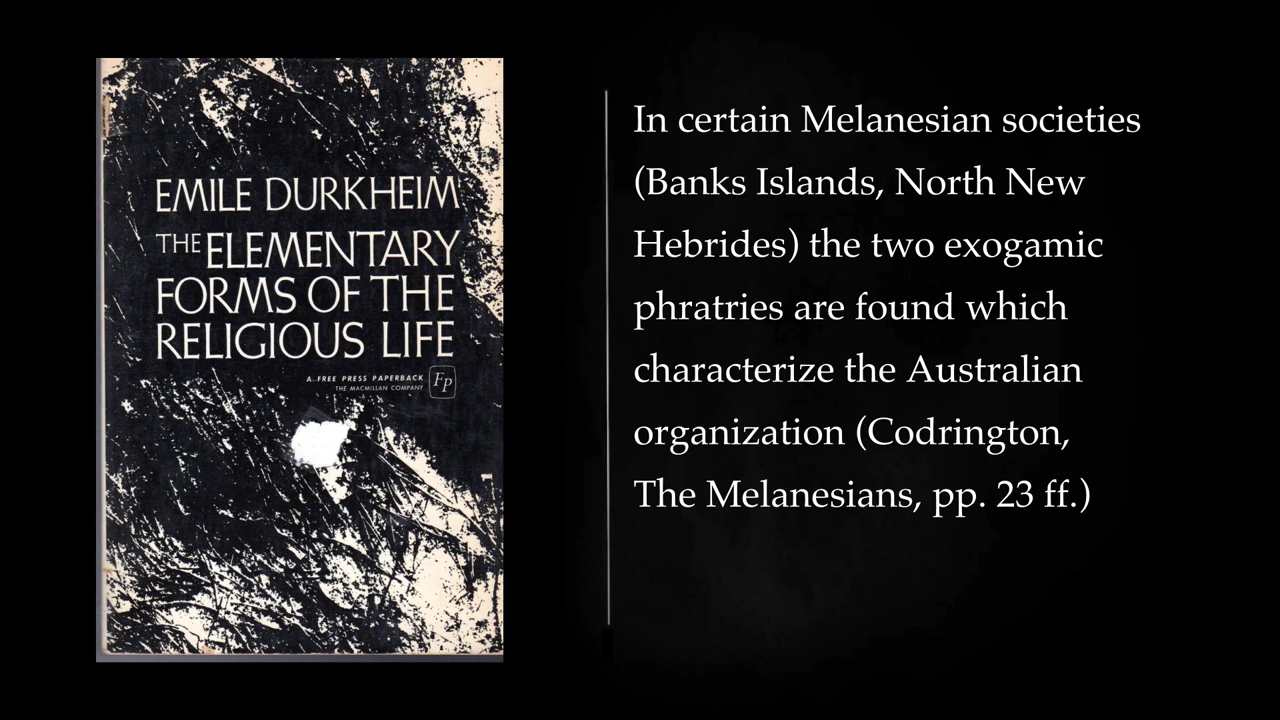 EMILE DURKHEIM
THE ELEMENTARY
FORMS OF THE
RELIGIOUS LIFE
A FREE PRESS PAPERBACK
THE MACMILLAN COMPANY
Fp
In certain Melanesian societies
(Banks Islands, North New
Hebrides) the two exogamic
phratries are found which
characterize the Australian
organization (Codrington,
The Melanesians, pp. 23 ff.)